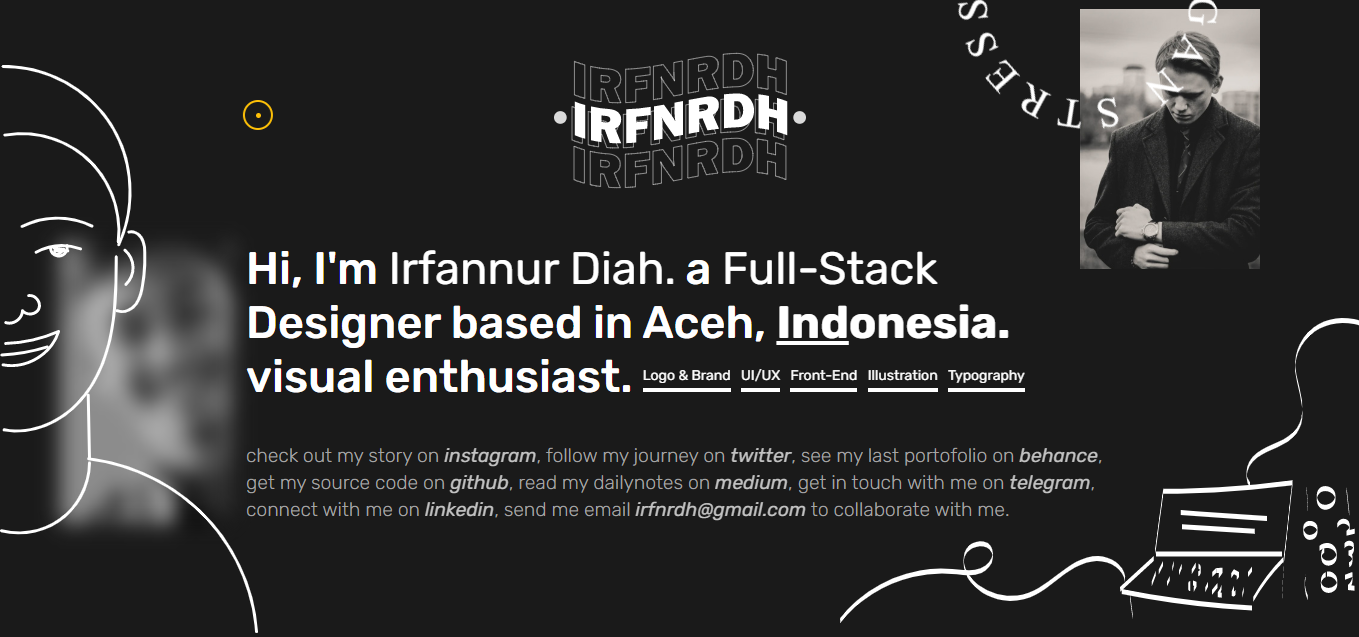 IRFNRDH
IRFNRDH
IRFNRDH
STRESS
GAN
Hi, I'm Irfannur Diah. a Full-Stack
Designer based in Aceh, Indonesia.
visual enthusiast. Logo & Brand UI/UX Front-End Illustration Typography
check out my story on instagram, follow my journey on twitter, see my last portofolio on behance,
get my source code on github, read my dailynotes on medium, get in touch with me on telegram,
connect with me on linkedin, send me email irfnrdh@gmail.com to collaborate with me.